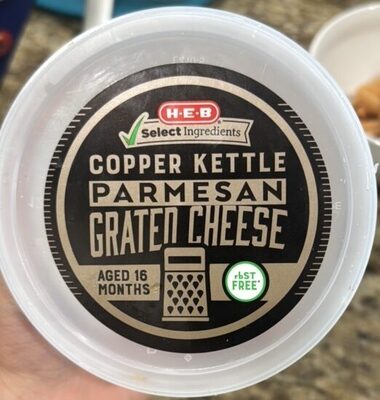 H-E-B
Select Ingredients
COPPER KETTLE
PARMESAN
GRATED CHEESE
AGED 16
MONTHS
rbST
FREE*